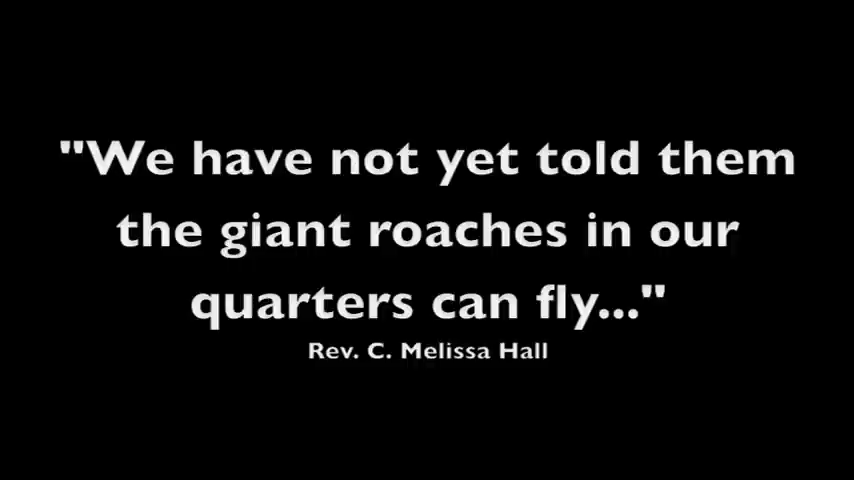 "We have not yet told them
the giant roaches in our
quarters can fly..."
Rev. C. Melissa Hall